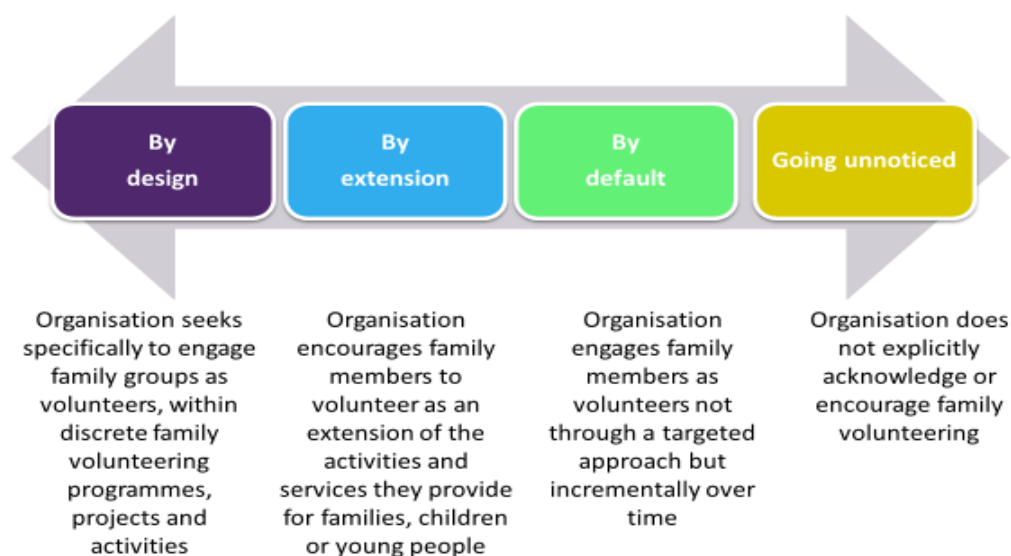 By
design
By
extension
By
default
Going unnoticed
Organisation seeks
specifically to engage
family groups as
volunteers, within
discrete family
volunteering
programmes,
projects and
activities
Organisation
encourages family
members to
volunteer as an
extension of the
activities and
services they provide
for families, children
or young people
Organisation
engages family
members as
volunteers not
through a targeted
approach but
incrementally over
time
Organisation does
not explicitly
acknowledge or
encourage family
volunteering